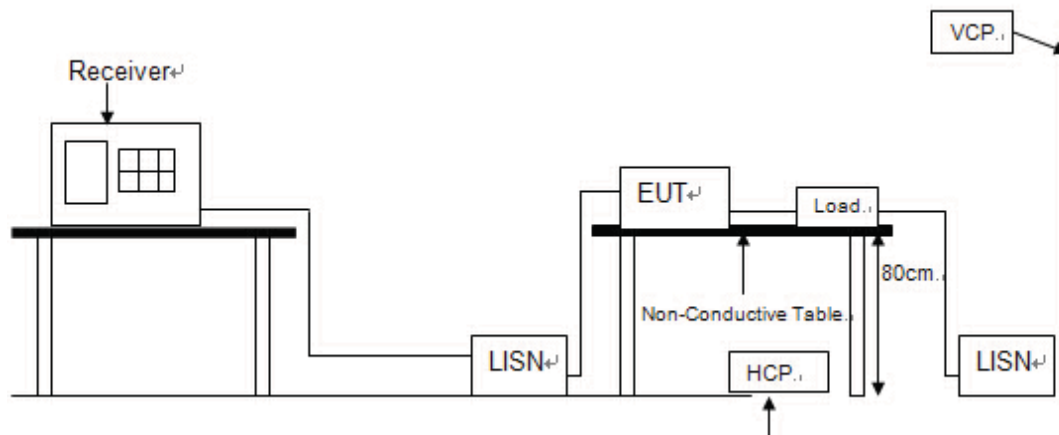 VCP.
Receiver
EUT
Load.
80cm.
Non-Conductive Table.
LISN
HCP.
LISN